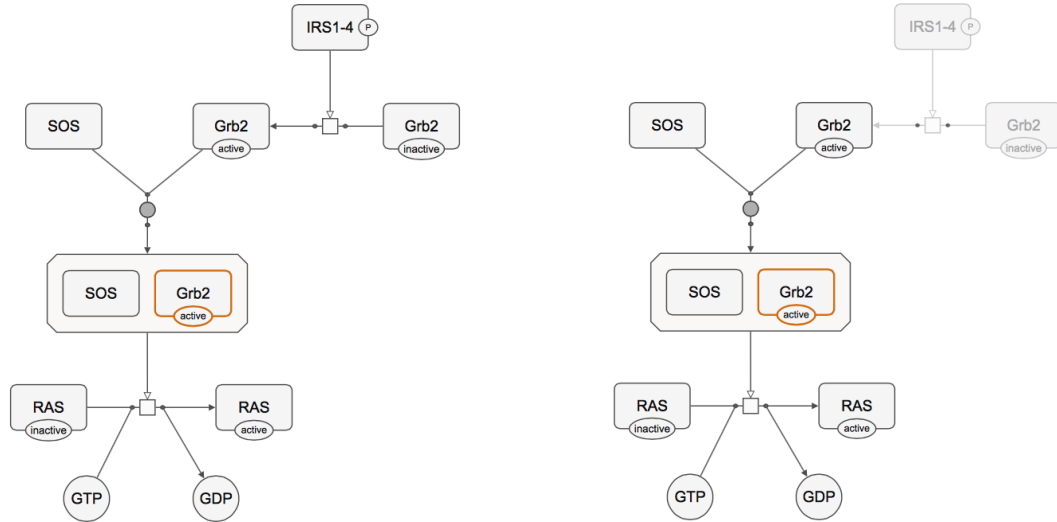 IRS1-4
P
SOS
Grb2
active
Grb2
inactive
SOS
Grb2
active
RAS
inactive
RAS
active
GTP
GDP
IRS1-4
P
SOS
Grb2
active
Grb2
inactive
SOS
Grb2
active
RAS
inactive
RAS
active
GTP
GDP